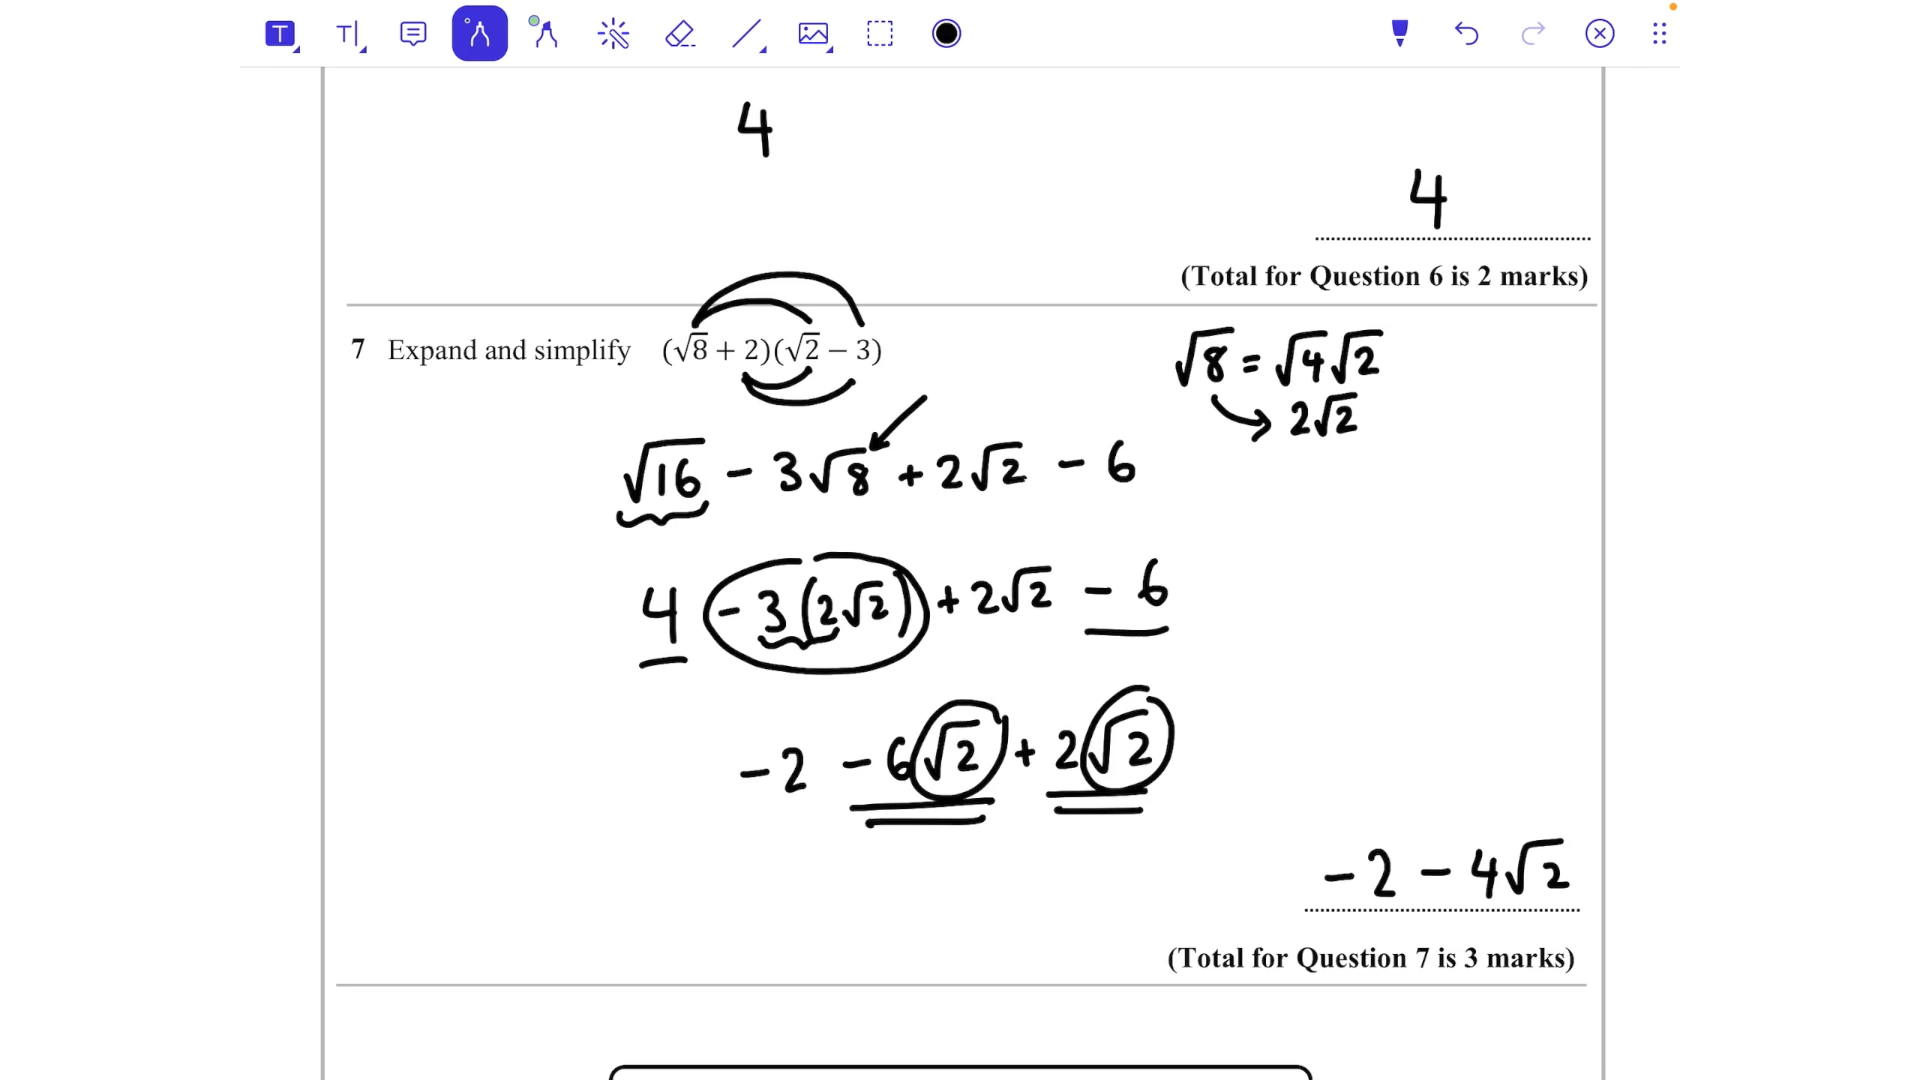 4
4
(Total for Question 6 is 2 marks)
7 Expand and simplify (√8 + 2)(√2 − 3)
√8 = √4√2
2√2
√16 − 3√8 + 2√2 − 6
4 − 3(2√2) + 2√2 − 6
−2 − 6√2 + 2√2
−2 − 4√2
(Total for Question 7 is 3 marks)